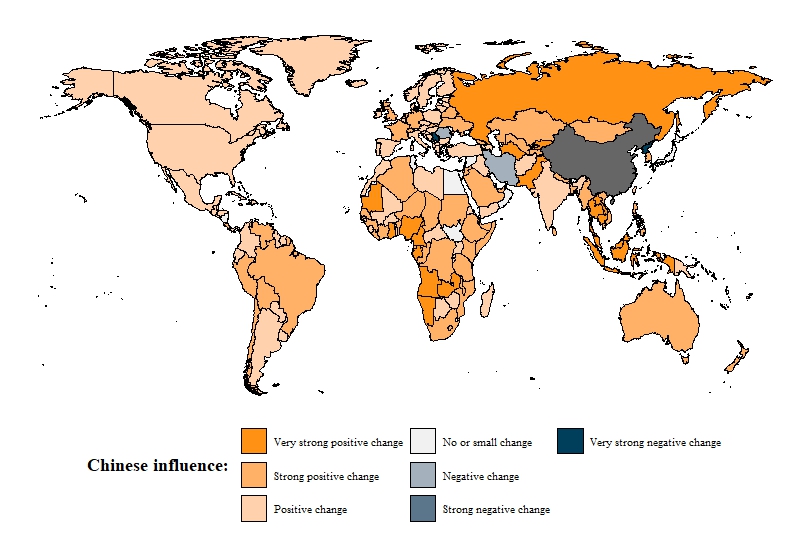 Very strong positive change
No or small change
Very strong negative change
Chinese influence:
Strong positive change
Negative change
Positive change
Strong negative change